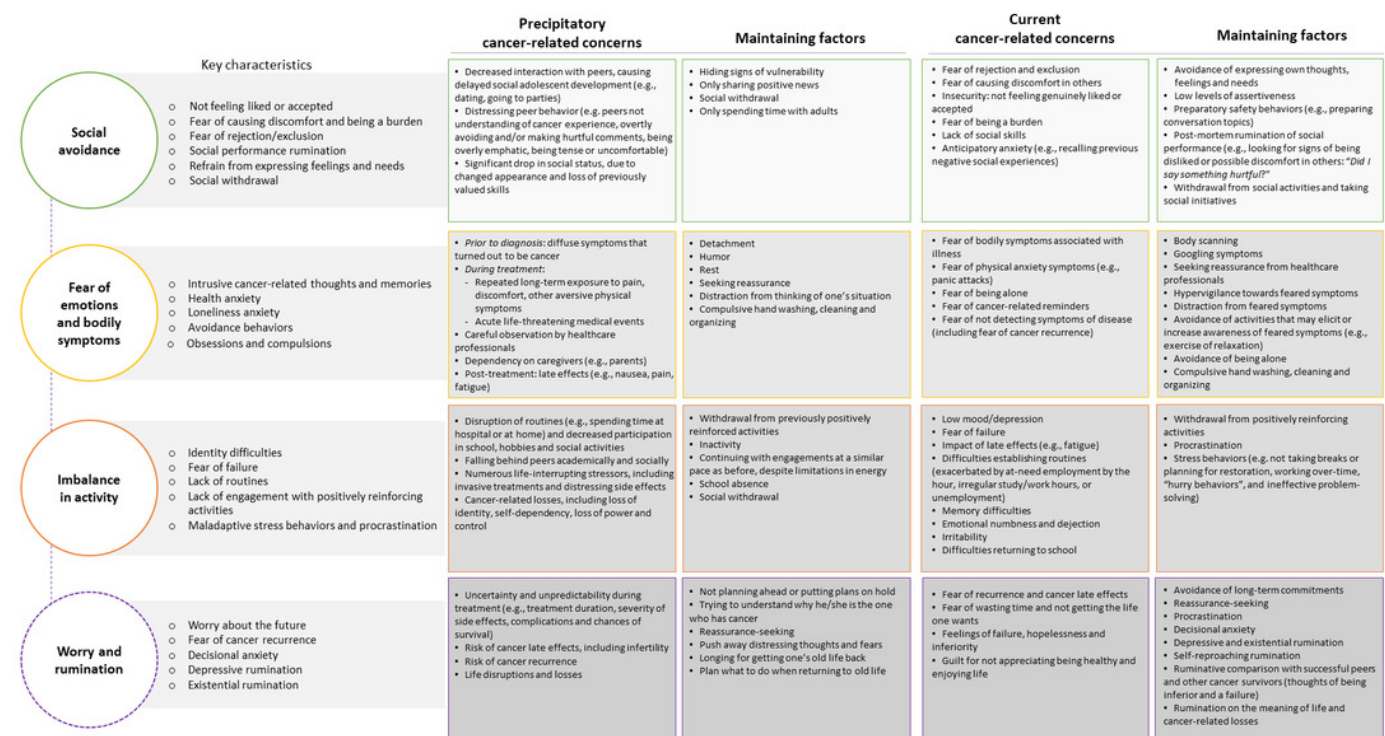 Precipitatory
cancer-related concerns
Maintaining factors
Current
cancer-related concerns
Maintaining factors
Key characteristics
Social
avoidance
o Not feeling liked or accepted
o Fear of causing discomfort and being a burden
o Fear of rejection/exclusion
o Social performance rumination
o Refrain from expressing feelings and needs
o Social withdrawal
• Decreased interaction with peers, causing
delayed social adolescent development (e.g.,
dating, going to parties)
• Distressing peer behavior (e.g. peers not
understanding of cancer experience, overtly
avoiding and/or making hurtful comments, being
overly emphatic, being tense or uncomfortable)
• Significant drop in social status, due to
changed appearance and loss of previously
valued skills
• Hiding signs of vulnerability
• Only sharing positive news
• Social withdrawal
• Only spending time with adults
• Fear of rejection and exclusion
• Fear of causing discomfort in others
• Insecurity: not feeling genuinely liked or
accepted
• Fear of being a burden
• Lack of social skills
• Anticipatory anxiety (e.g., recalling previous
negative social experiences)
• Avoidance of expressing own thoughts,
feelings and needs
• Low levels of assertiveness
• Preparatory safety behaviors (e.g., preparing
conversation topics)
• Post-mortem rumination of social
performance (e.g., looking for signs of being
disliked or possible discomfort in others: "Did I
say something hurtful?"
• Withdrawal from social activities and taking
social initiatives
Fear of
emotions
and bodily
symptoms
o Intrusive cancer-related thoughts and memories
o Health anxiety
o Loneliness anxiety
o Avoidance behaviors
o Obsessions and compulsions
• Prior to diagnosis: diffuse symptoms that
turned out to be cancer
• During treatment:
- Repeated long-term exposure to pain,
discomfort, other aversive physical
symptoms
- Acute life-threatening medical events
• Careful observation by healthcare
professionals
• Dependency on caregivers (e.g., parents)
• Post-treatment: late effects (e.g., nausea, pain,
fatigue)
• Detachment
• Humor
• Rest
• Seeking reassurance
• Distraction from thinking of one's situation
• Compulsive hand washing, cleaning and
organizing
• Fear of bodily symptoms associated with
illness
• Fear of physical anxiety symptoms (e.g.,
panic attacks)
• Fear of being alone
• Fear of cancer-related reminders
• Fear of not detecting symptoms of disease
(including fear of cancer recurrence)
• Body scanning
• Googling symptoms
• Seeking reassurance from healthcare
professionals
• Hypervigilance towards feared symptoms
• Distraction from feared symptoms
• Avoidance of activities that may elicit or
increase awareness of feared symptoms (e.g.,
exercise of relaxation)
• Avoidance of being alone
• Compulsive hand washing, cleaning and
organizing
Imbalance
in activity
o Identity difficulties
o Fear of failure
o Lack of routines
o Lack of engagement with positively reinforcing
activities
o Maladaptive stress behaviors and procrastination
• Disruption of routines (e.g., spending time at
hospital or at home) and decreased participation
in school, hobbies and social activities
• Falling behind peers academically and socially
• Numerous life-interrupting stressors, including
invasive treatments and distressing side effects
• Cancer-related losses, including loss of
identity, self-dependency, loss of power and
control
• Withdrawal from previously positively
reinforced activities
• Inactivity
• Continuing with engagements at a similar
pace as before, despite limitations in energy
• School absence
• Social withdrawal
• Low mood/depression
• Fear of failure
• Impact of late effects (e.g., fatigue)
• Difficulties establishing routines
(exacerbated by at-need employment by the
hour, irregular study/work hours, or
unemployment)
• Memory difficulties
• Emotional numbness and dejection
• Irritability
• Difficulties returning to school
• Withdrawal from positively reinforcing
activities
• Procrastination
• Stress behaviors (e.g. not taking breaks or
planning for restoration, working over-time,
"hurry behaviors", and ineffective problem-
solving)
Worry and
rumination
o Worry about the future
o Fear of cancer recurrence
o Decisional anxiety
o Depressive rumination
o Existential rumination
• Uncertainty and unpredictability during
treatment (e.g., treatment duration, severity of
side effects, complications and chances of
survival)
• Risk of cancer late effects, including infertility
• Risk of cancer recurrence
• Life disruptions and losses
• Not planning ahead or putting plans on hold
• Trying to understand why he/she is the one
who has cancer
• Reassurance-seeking
• Push away distressing thoughts and fears
• Longing for getting one's old life back
• Plan what to do when returning to old life
• Fear of recurrence and cancer late effects
• Fear of wasting time and not getting the life
one wants
• Feelings of failure, hopelessness and
inferiority
• Guilt for not appreciating being healthy and
enjoying life
• Avoidance of long-term commitments
• Reassurance-seeking
• Procrastination
• Decisional anxiety
• Depressive and existential rumination
• Self-reproaching rumination
• Ruminative comparison with successful peers
and other cancer survivors (thoughts of being
inferior and a failure)
• Rumination on the meaning of life and
cancer-related losses